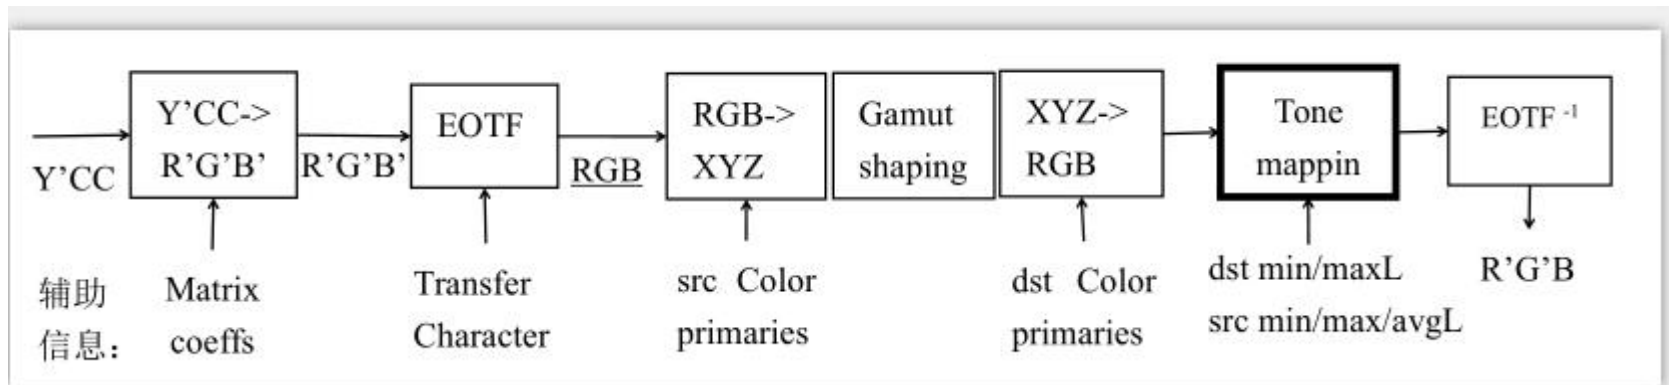 Y'CC
Y'CC->
R'G'B'
R'G'B'
EOTF
RGB
RGB->
XYZ
Gamut
shaping
XYZ->
RGB
Tone
mappin
EOTF -1
R'G'B
辅助
信息：
Matrix
coeffs
Transfer
Character
src Color
primaries
dst Color
primaries
dst min/maxL
src min/max/avgL